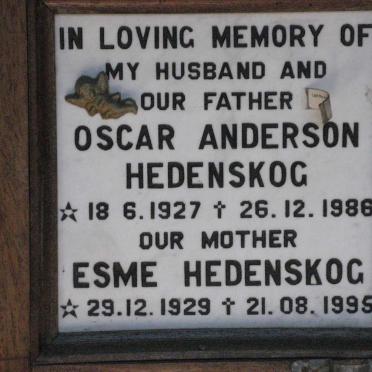 IN LOVING MEMORY OF
MY HUSBAND AND
OUR FATHER
OSCAR ANDERSON
HEDENSKOG
☆ 18 6.1927 † 26.12.1986
OUR MOTHER
ESME HEDENSKOG
☆ 29.12.1929 † 21.08.1995